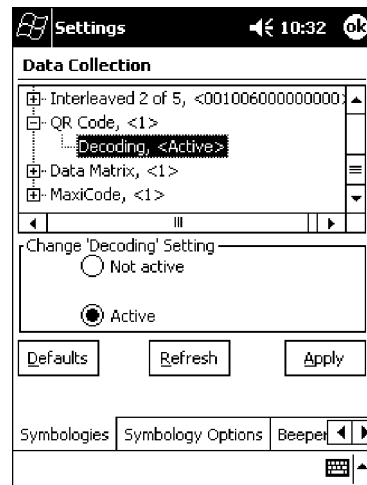 Settings 10:32 ok
Data Collection
Interleaved 2 of 5, <001006000000000>
QR Code, <1>
Decoding, <Active>
Data Matrix, <1>
MaxiCode, <1>
Change 'Decoding' Setting
Not active
Active
Defaults Refresh Apply
Symbologies Symbology Options Beeper